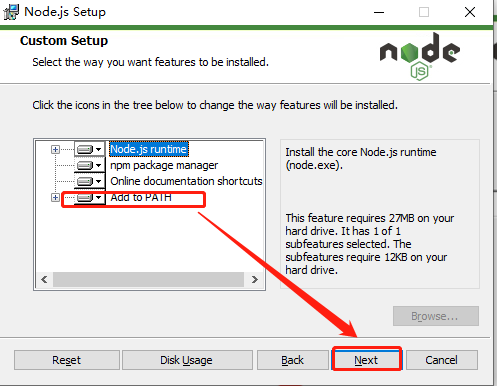 Node.js Setup
Custom Setup
Select the way you want features to be installed.
node
JS
Click the icons in the tree below to change the way features will be installed.
Node.js runtime
npm package manager
Online documentation shortcuts
Add to PATH
Install the core Node.js runtime
(node.exe).
This feature requires 27MB on your
hard drive. It has 1 of 1
subfeatures selected. The
subfeatures require 12KB on your
hard drive.
Browse...
Reset
Disk Usage
Back
Next
Cancel